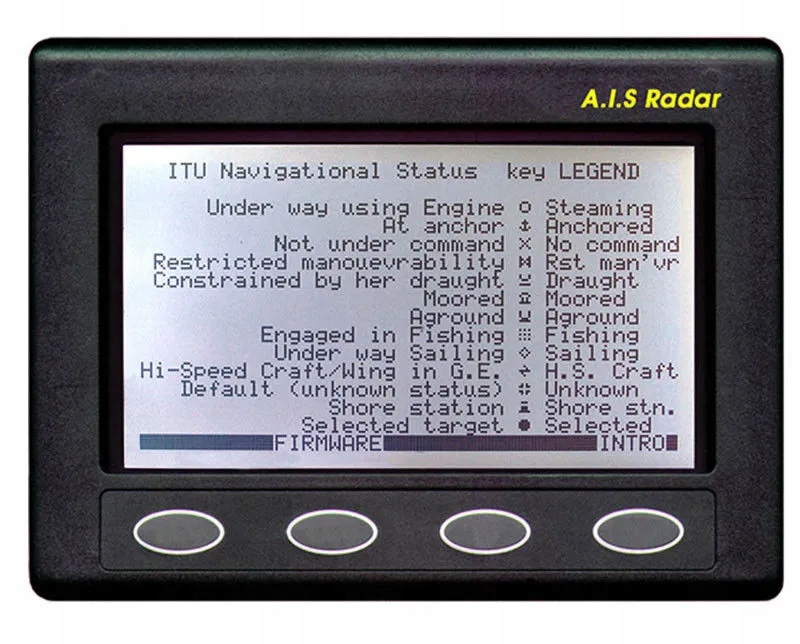 A.I.S Radar
ITU Navigational Status key LEGEND
Under way using Engine Steaming
At anchor Anchored
Not under command No command
Restricted manouevrability Rst man'vr
Constrained by her draught Draught
Moored Moored
Aground Aground
Engaged in Fishing Fishing
Under way Sailing Sailing
Hi-Speed Craft/Wing in G.E. H.S. Craft
Default (unknown status) Unknown
Shore station Shore stn.
Selected target Selected
FIRMWARE INTRO